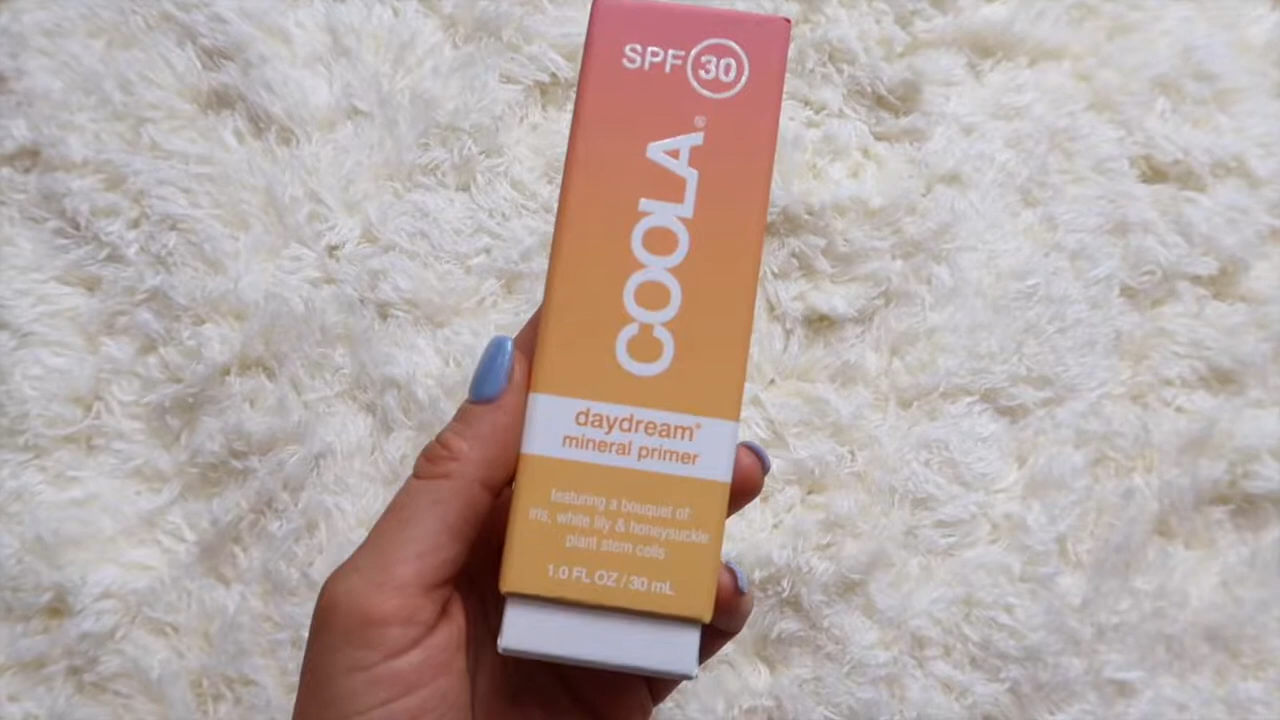 SPF 30
COOLA®
daydream®
mineral primer
featuring a bouquet of
iris, white lily & honeysuckle
plant stem cells
1.0 FL OZ / 30 mL